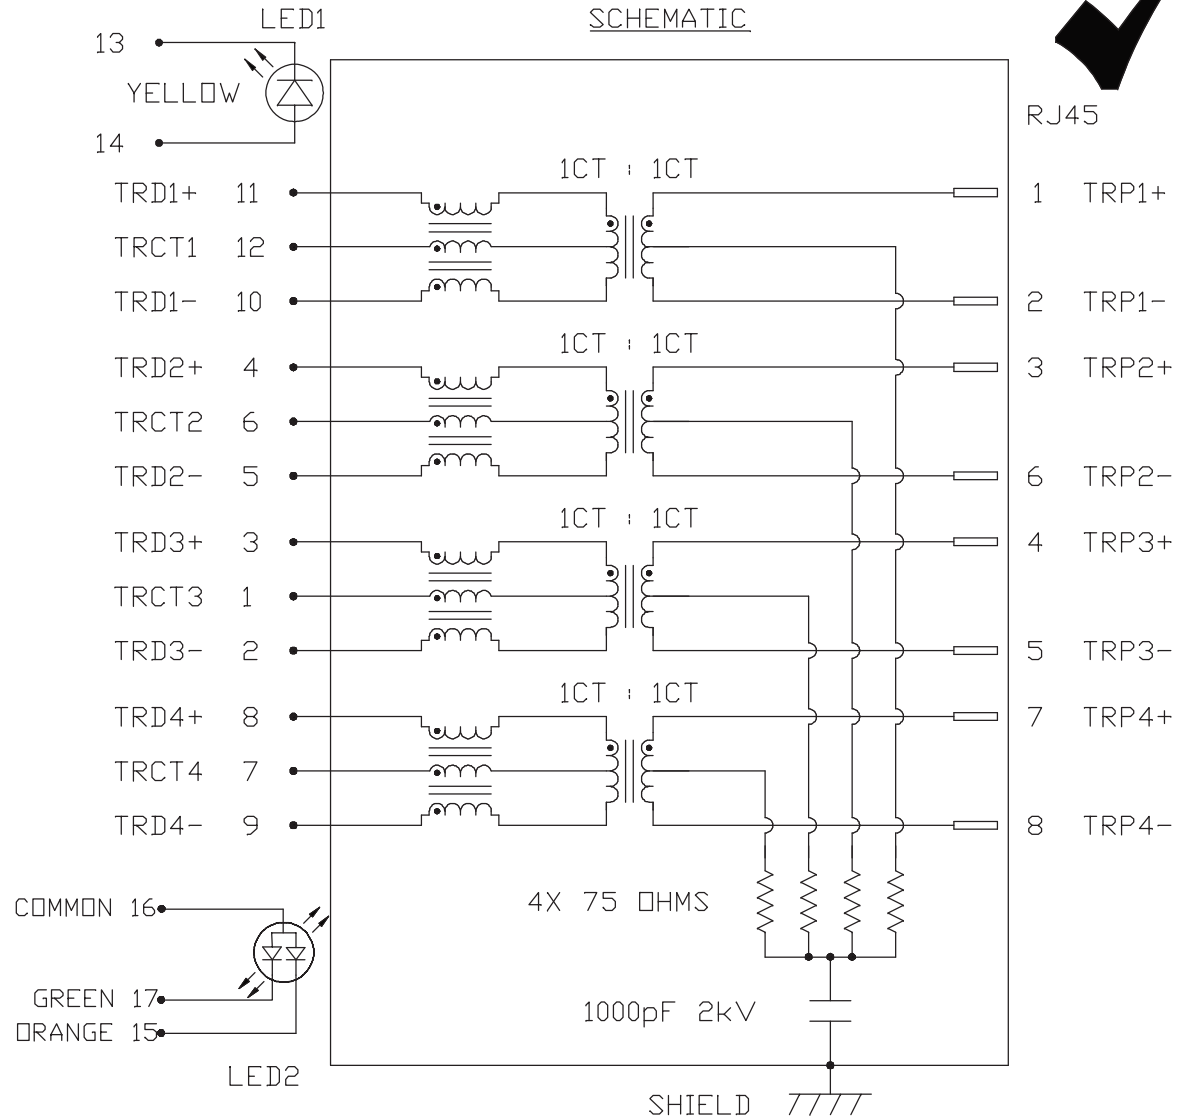 LED1
SCHEMATIC
13
YELLOW
14
RJ45
1CT : 1CT
TRD1+ 11
1 TRP1+
TRCT1 12
TRD1- 10
2 TRP1-
1CT : 1CT
TRD2+ 4
3 TRP2+
TRCT2 6
TRD2- 5
6 TRP2-
1CT : 1CT
TRD3+ 3
4 TRP3+
TRCT3 1
TRD3- 2
5 TRP3-
1CT : 1CT
TRD4+ 8
7 TRP4+
TRCT4 7
TRD4- 9
8 TRP4-
4X 75 OHMS
COMMON 16
GREEN 17
1000pF 2kV
ORANGE 15
LED2
SHIELD